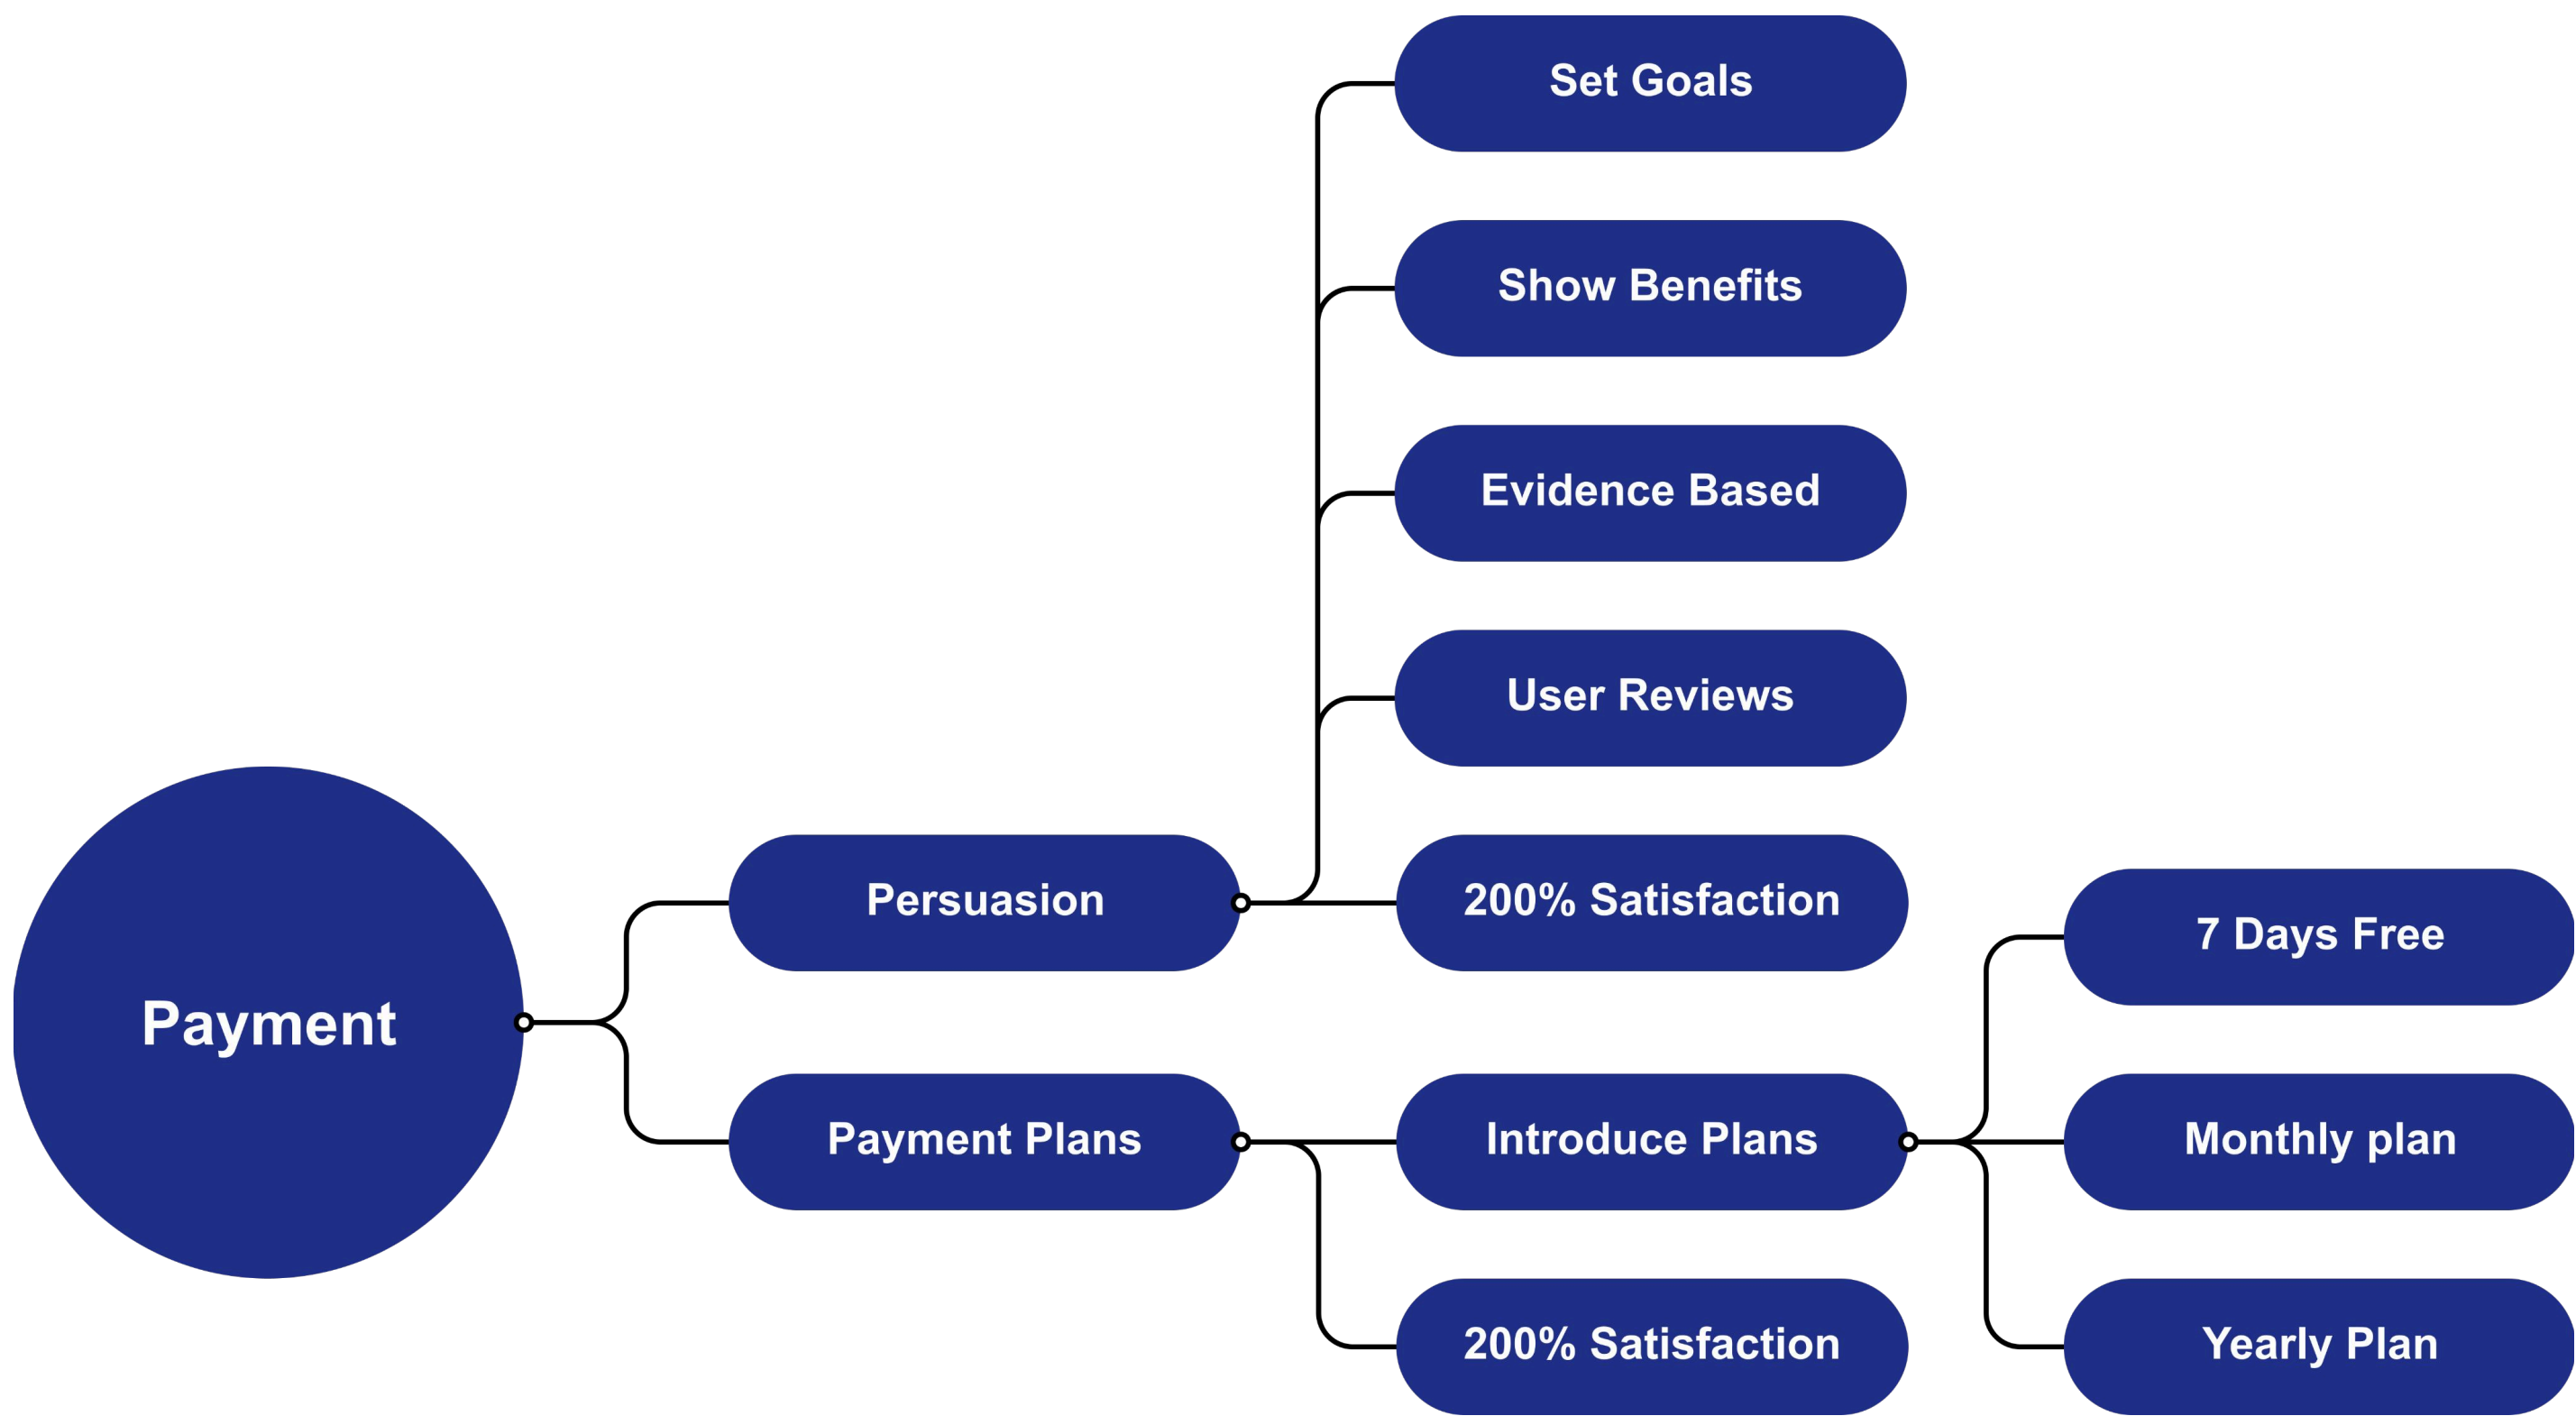 Set Goals
Show Benefits
Evidence Based
User Reviews
Persuasion
200% Satisfaction
7 Days Free
Payment
Payment Plans
Introduce Plans
Monthly plan
200% Satisfaction
Yearly Plan